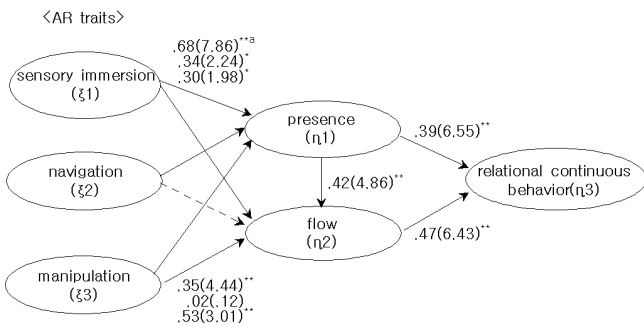 <AR traits>
.68(7.86)**a
.34(2.24)*
.30(1.98)*
sensory immersion
(ξ1)
presence
(η1)
.39(6.55)**
navigation
(ξ2)
.42(4.86)**
relational continuous
behavior(η3)
flow
(η2)
.47(6.43)**
manipulation
(ξ3)
.35(4.44)**
.02(.12)
.53(3.01)**